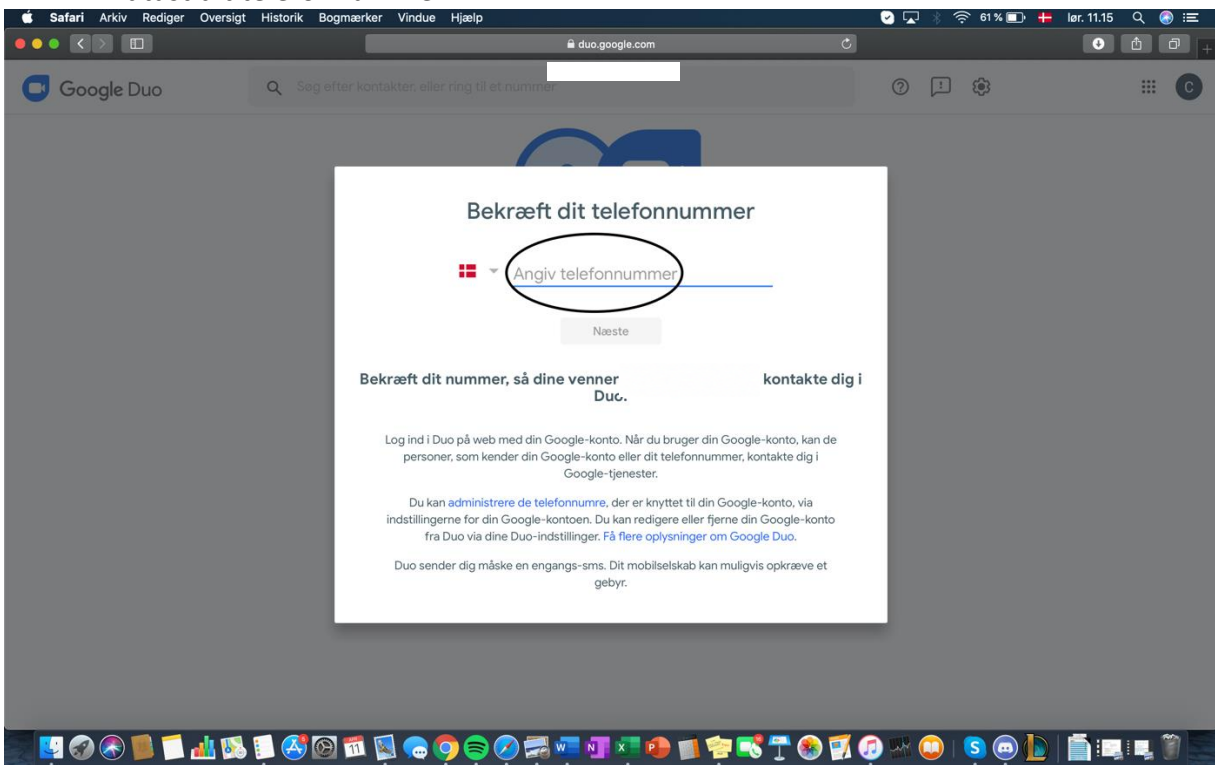 Safari Arkiv Rediger Oversigt Historik Bogmærker Vindue Hjælp 61 % lør. 11.15
duo.google.com
Google Duo Søg efter kontakter, eller ring til et nummer C
Bekræft dit telefonnummer
Angiv telefonnummer
Næste
Bekræft dit nummer, så dine venner kontakte dig i
Duo.
Log ind i Duo på web med din Google-konto. Når du bruger din Google-konto, kan de
personer, som kender din Google-konto eller dit telefonnummer, kontakte dig i
Google-tjenester.
Du kan administrere de telefonnumre, der er knyttet til din Google-konto, via
indstillingerne for din Google-kontoen. Du kan redigere eller fjerne din Google-konto
fra Duo via dine Duo-indstillinger. Få flere oplysninger om Google Duo.
Duo sender dig måske en engangs-sms. Dit mobilselskab kan muligvis opkræve et
gebyr.